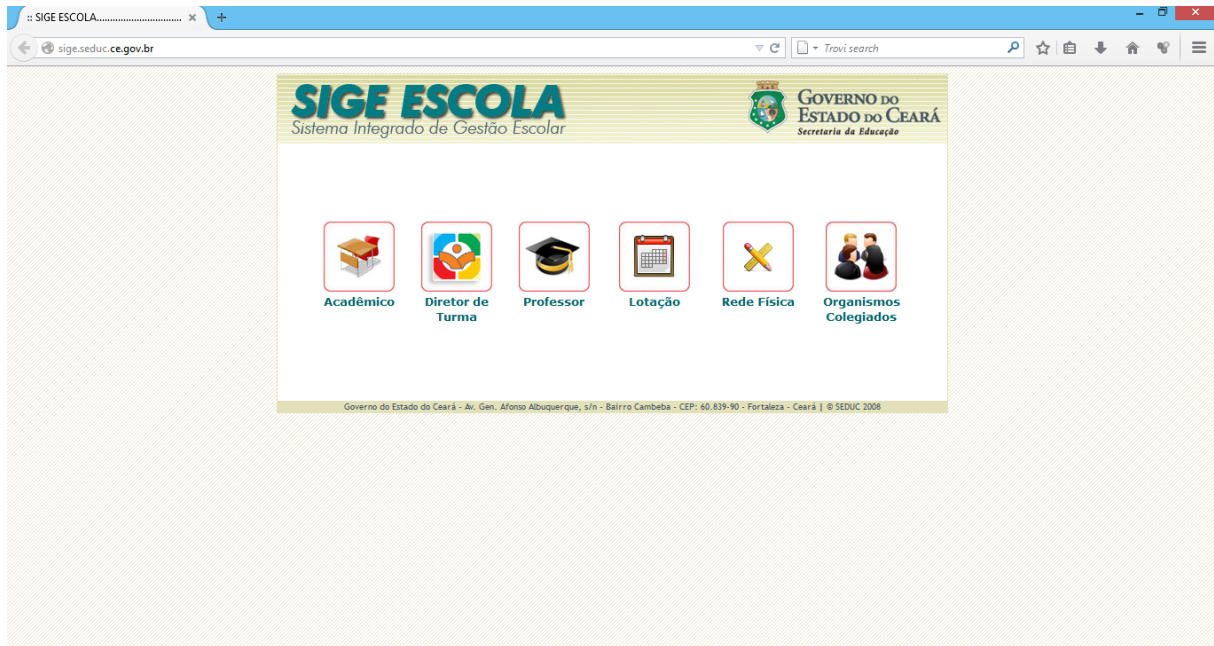 :: SIGE ESCOLA...............................
sige.seduc.ce.gov.br
Trovi search
SIGE ESCOLA
Sistema Integrado de Gestão Escolar
GOVERNO DO
ESTADO DO CEARÁ
Secretaria da Educação
Acadêmico
Diretor de
Turma
Professor
Lotação
Rede Física
Organismos
Colegiados
Governo do Estado do Ceará - Av. Gen. Afonso Albuquerque, s/n - Bairro Cambeba - CEP: 60.839-90 - Fortaleza - Ceará | © SEDUC 2008